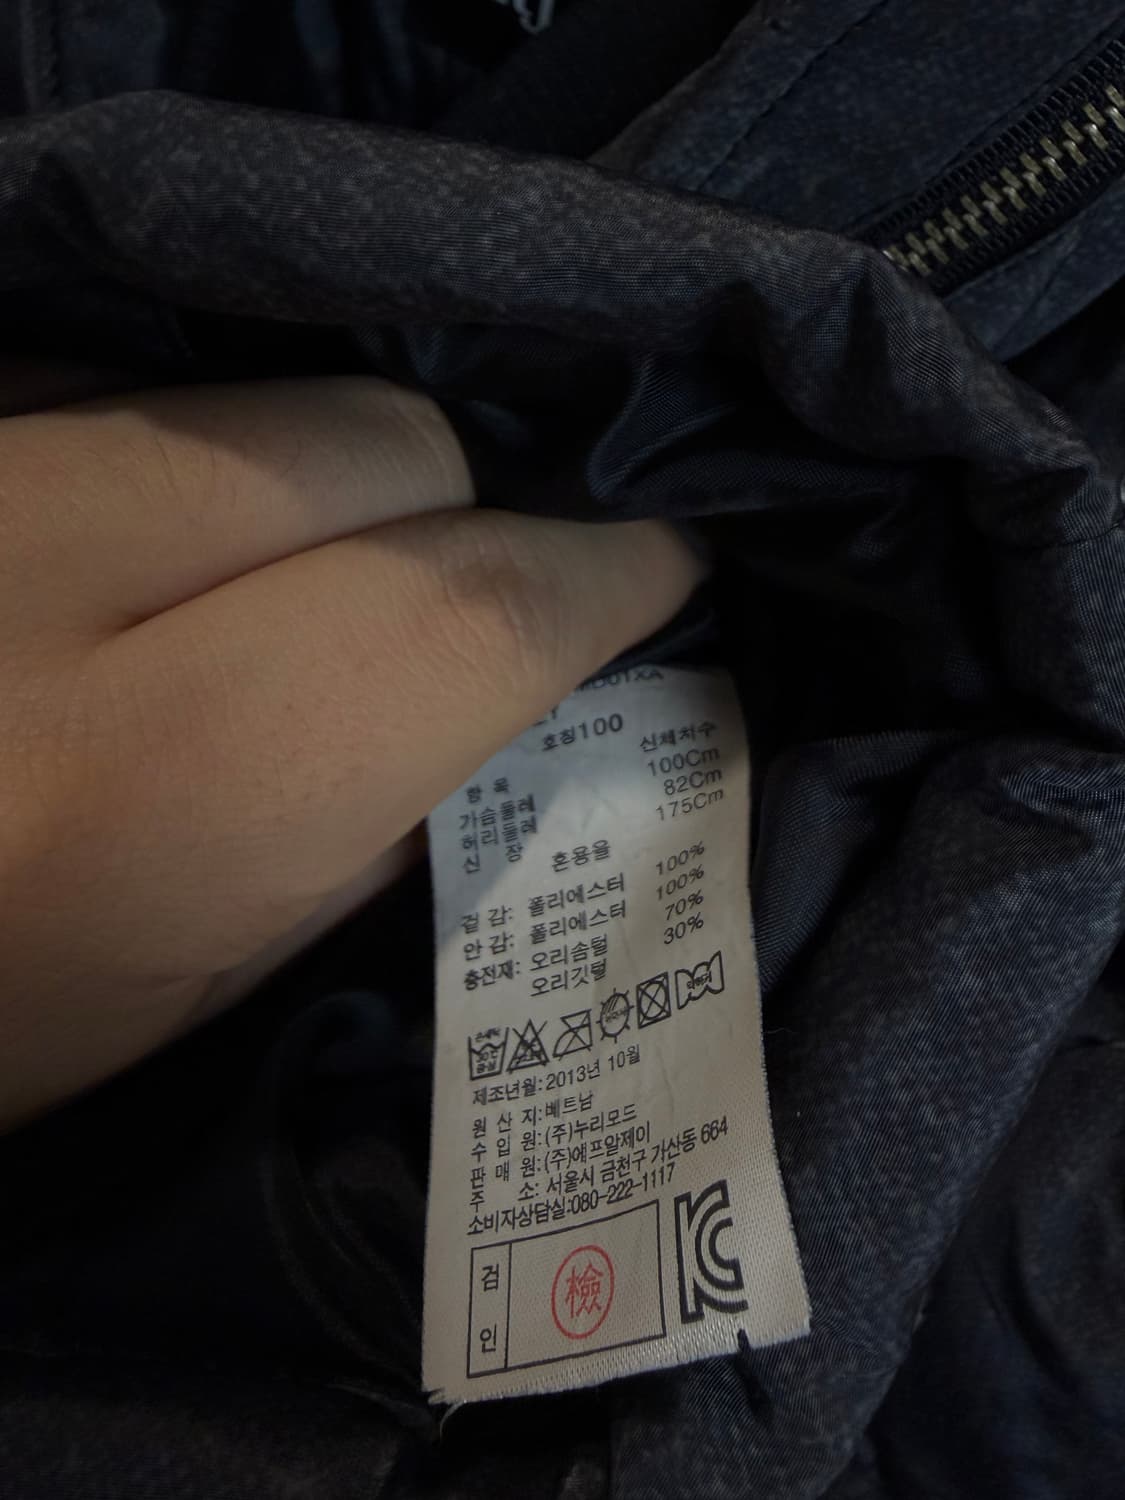 호칭100
항 목 신체치수
가슴둘레 100Cm
허리둘레 82Cm
신 장 175Cm
혼용율
겉 감: 폴리에스터 100%
안 감: 폴리에스터 100%
충전재: 오리솜털 70%
오리깃털 30%
제조년월: 2013년 10월
원 산 지: 베트남
수 입 원: (주)누리모드
판 매 원: (주)에프알제이
주 소: 서울시 금천구 가산동 664
소비자상담실:080-222-1117
검 인
檢